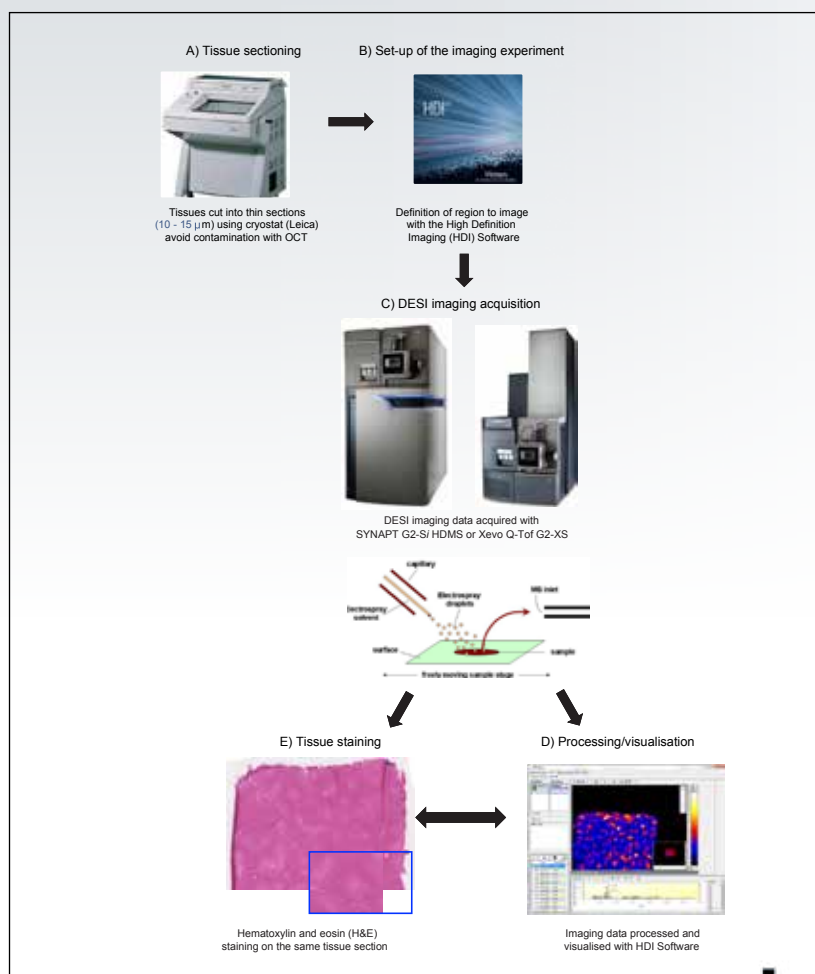 A) Tissue sectioning
B) Set-up of the imaging experiment
HDI
Waters
Tissues cut into thin sections
(10 - 15 µm) using cryostat (Leica)
avoid contamination with OCT
Definition of region to image
with the High Definition
Imaging (HDI) Software
C) DESI imaging acquisition
DESI imaging data acquired with
SYNAPT G2-Si HDMS or Xevo Q-Tof G2-XS
capillary
Electrospray
droplets
MS inlet
electrospray
solvent
surface
sample
freely moving sample stage
E) Tissue staining
D) Processing/visualisation
Hematoxylin and eosin (H&E)
staining on the same tissue section
Imaging data processed and
visualised with HDI Software